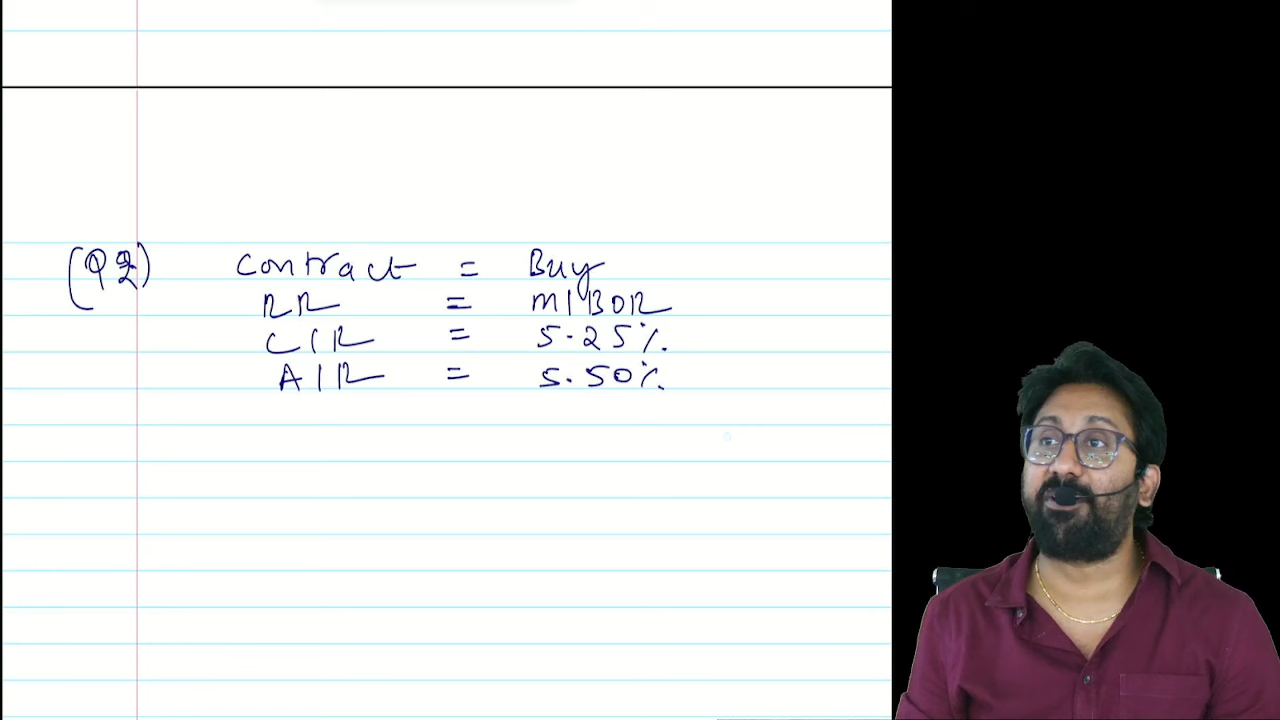 (Q2) Contract = Buy
RR = MIBOR
CIR = 5.25%
AIR = 5.50%